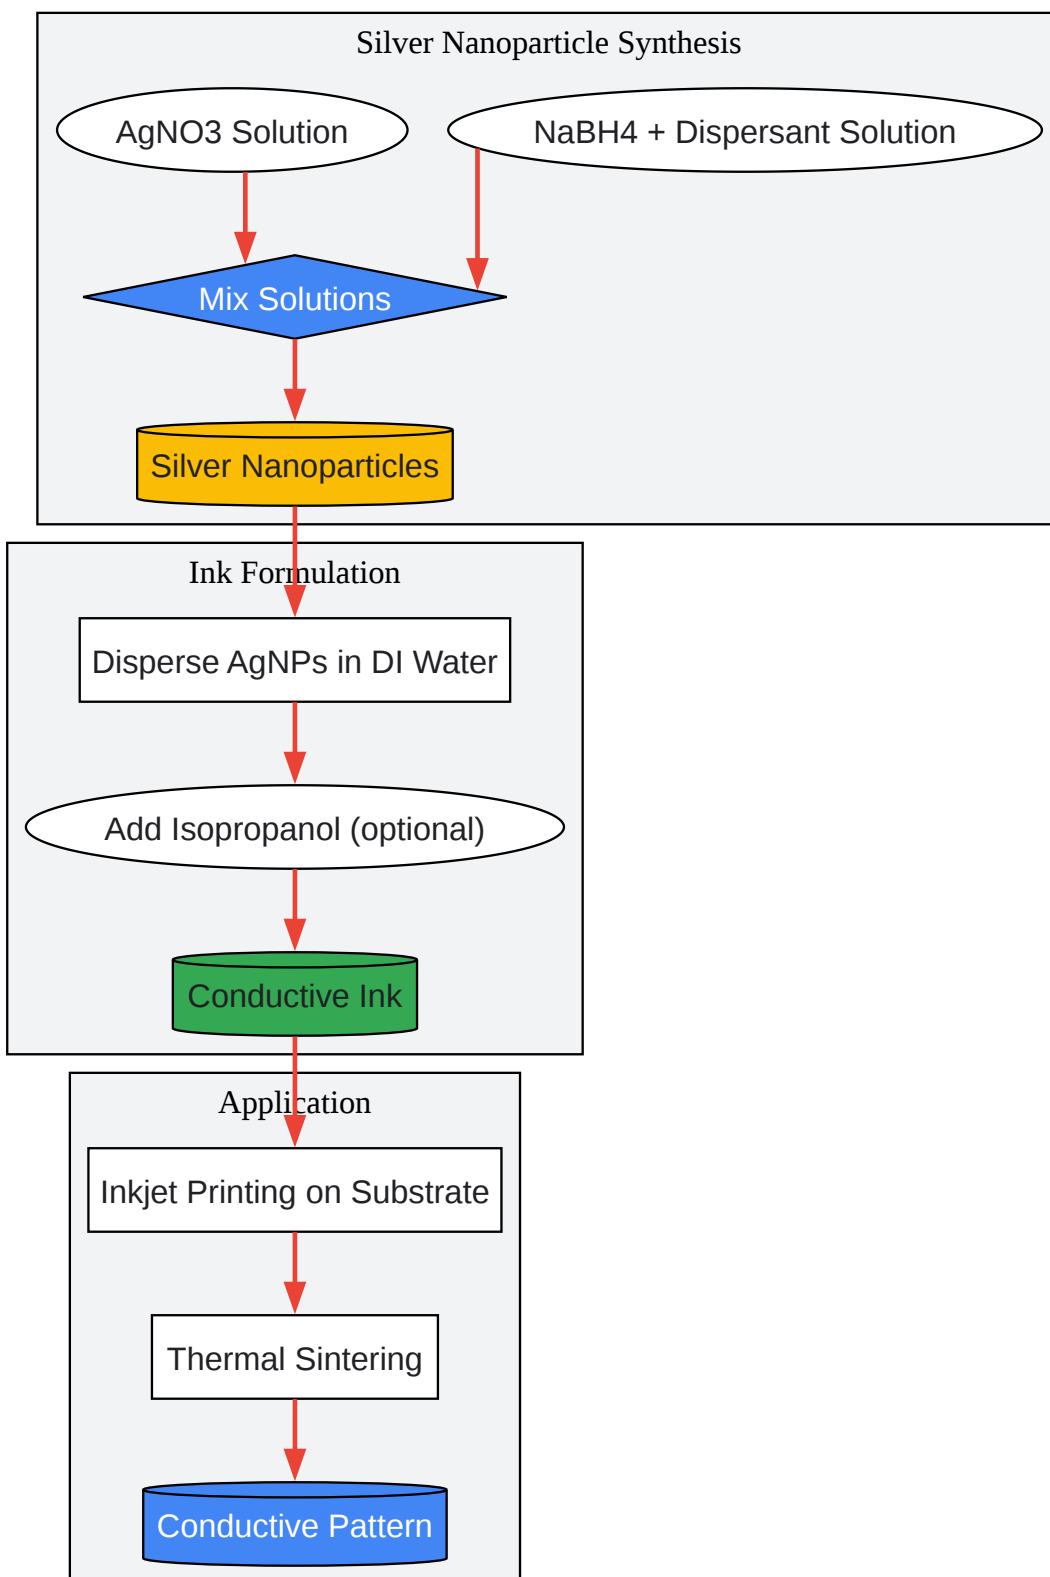 Silver Nanoparticle Synthesis
AgNO3 Solution
NaBH4 + Dispersant Solution
Mix Solutions
Silver Nanoparticles
Ink Formulation
Disperse AgNPs in DI Water
Add Isopropanol (optional)
Conductive Ink
Application
Inkjet Printing on Substrate
Thermal Sintering
Conductive Pattern